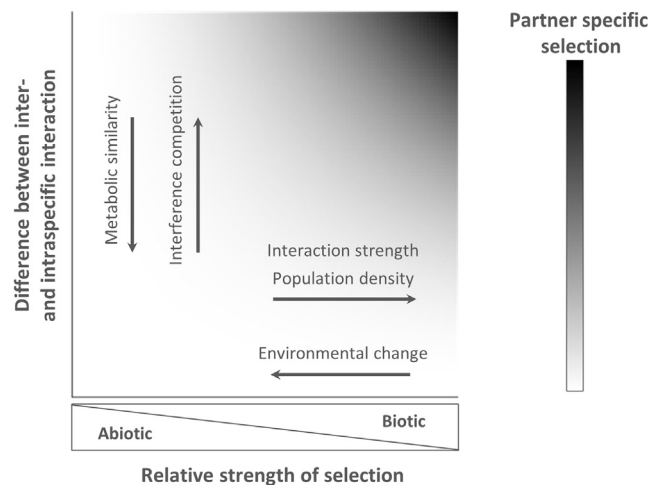 Partner specific
selection
Difference between inter-
and intraspecific interaction
Metabolic similarity
Interference competition
Interaction strength
Population density
Environmental change
Abiotic
Biotic
Relative strength of selection